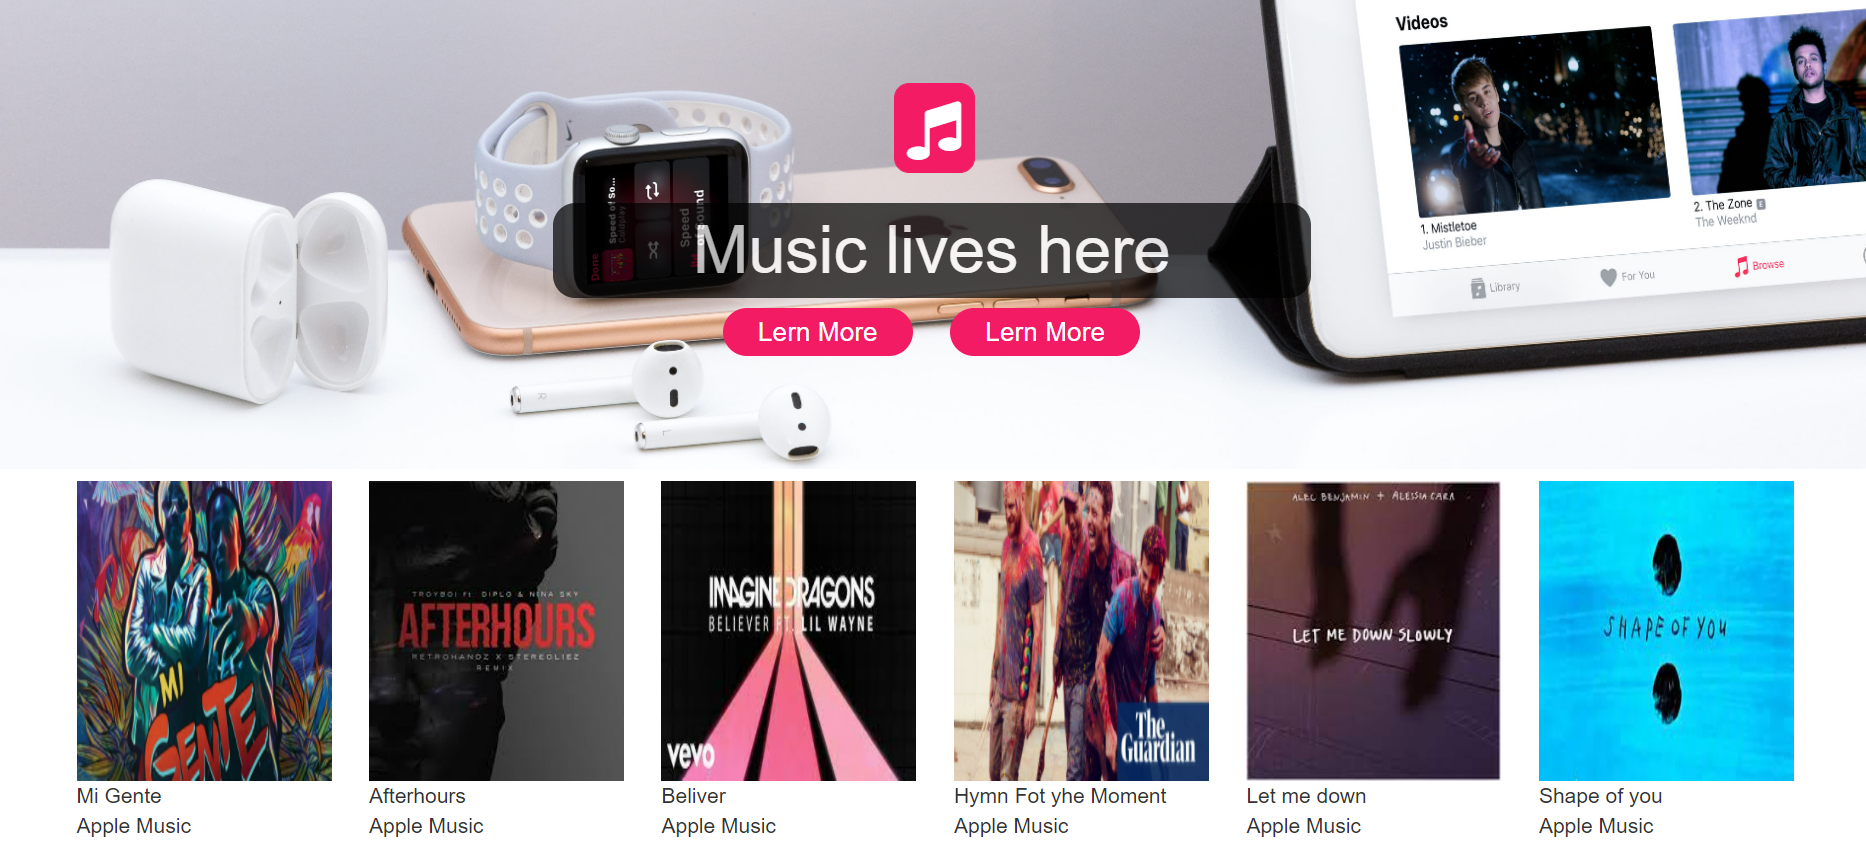 Videos
1. Mistletoe
Justin Bieber
2. The Zone E
The Weeknd
Library
For You
Browse
Speed of So...
Coldplay
Speed
of Sound
Done
Music lives here
Lern More
Lern More
MI
GENTE
TROYBOI Ft. DIPLO & NINA SKY
AFTERHOURS
RETROHANDZ X STEREOLIEZ
REMIX
IMAGINE DRAGONS
BELIEVER FT. LIL WAYNE
vevo
The
Guardian
ALEC BENJAMIN + ALESSIA CARA
LET ME DOWN SLOWLY
SHAPE OF YOU
Mi Gente
Apple Music
Afterhours
Apple Music
Beliver
Apple Music
Hymn Fot yhe Moment
Apple Music
Let me down
Apple Music
Shape of you
Apple Music